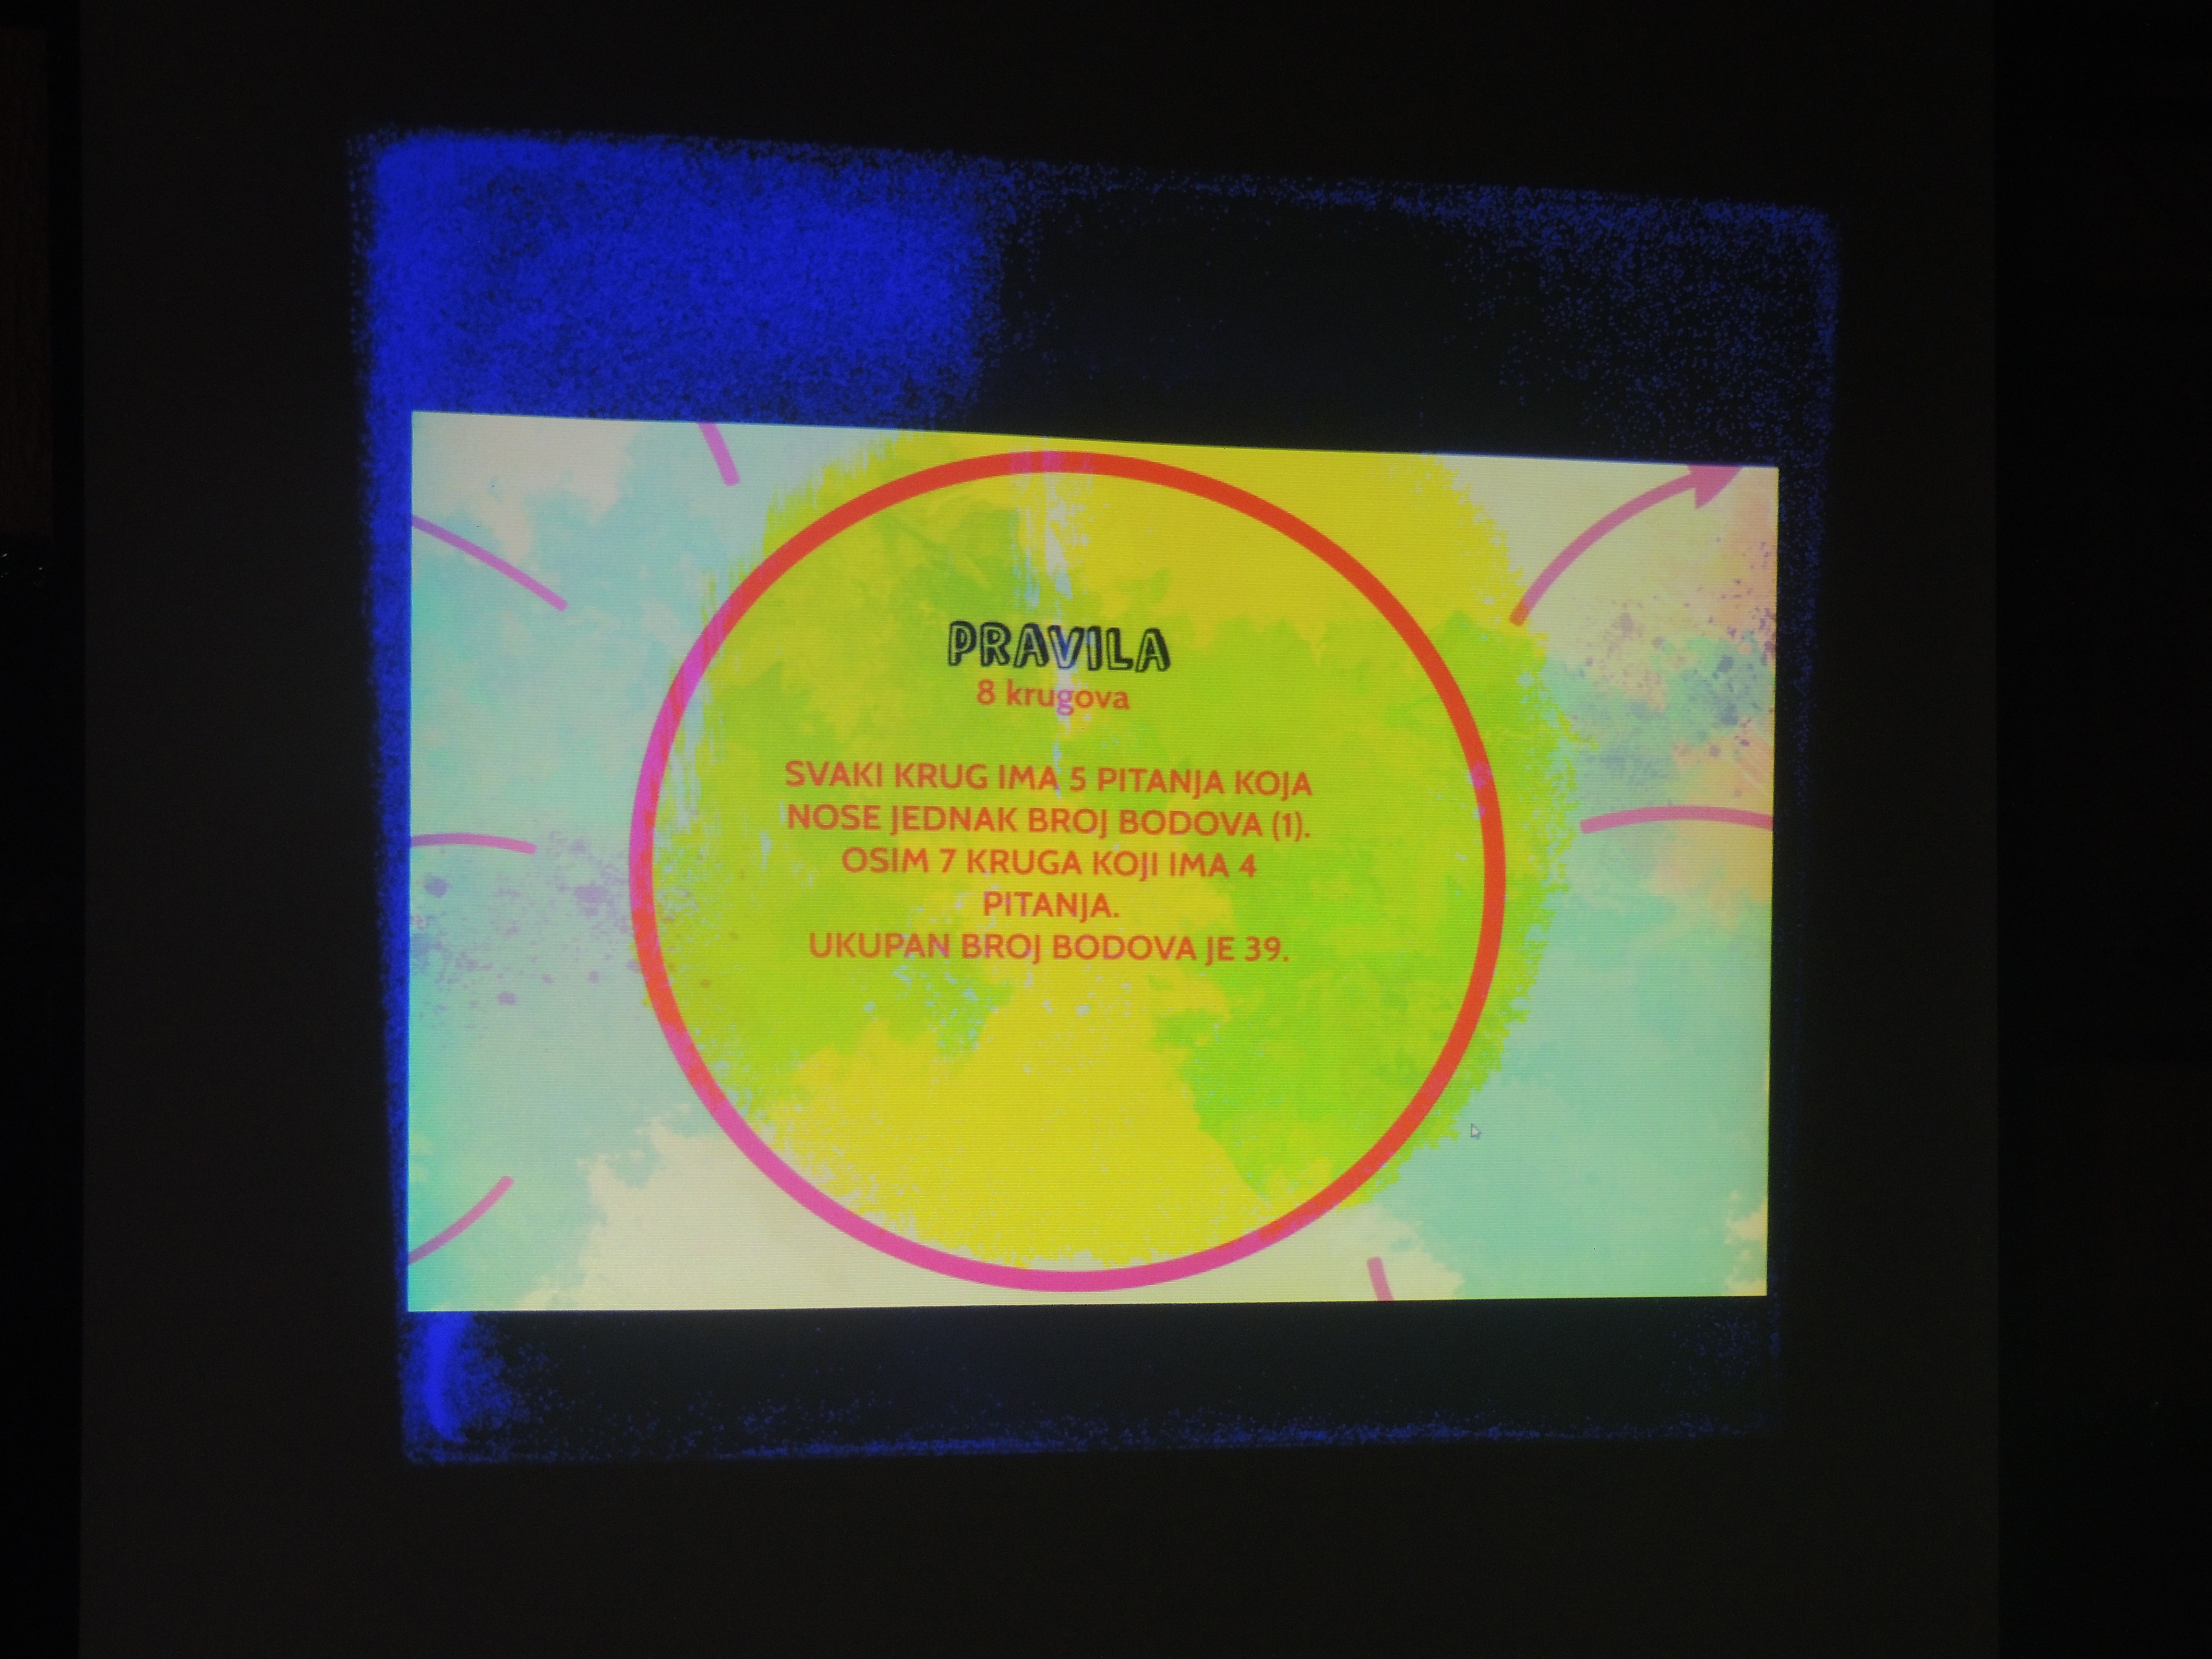 PRAVILA
8 krugova
SVAKI KRUG IMA 5 PITANJA KOJA
NOSE JEDNAK BROJ BODOVA (1).
OSIM 7 KRUGA KOJI IMA 4
PITANJA.
UKUPAN BROJ BODOVA JE 39.